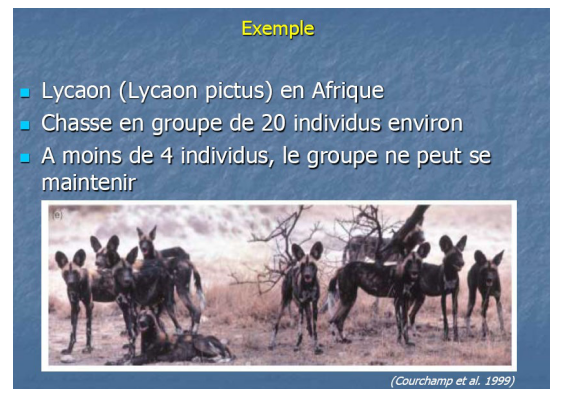 Exemple
Lycaon (Lycaon pictus) en Afrique
Chasse en groupe de 20 individus environ
A moins de 4 individus, le groupe ne peut se
maintenir
(e)
(Courchamp et al. 1999)